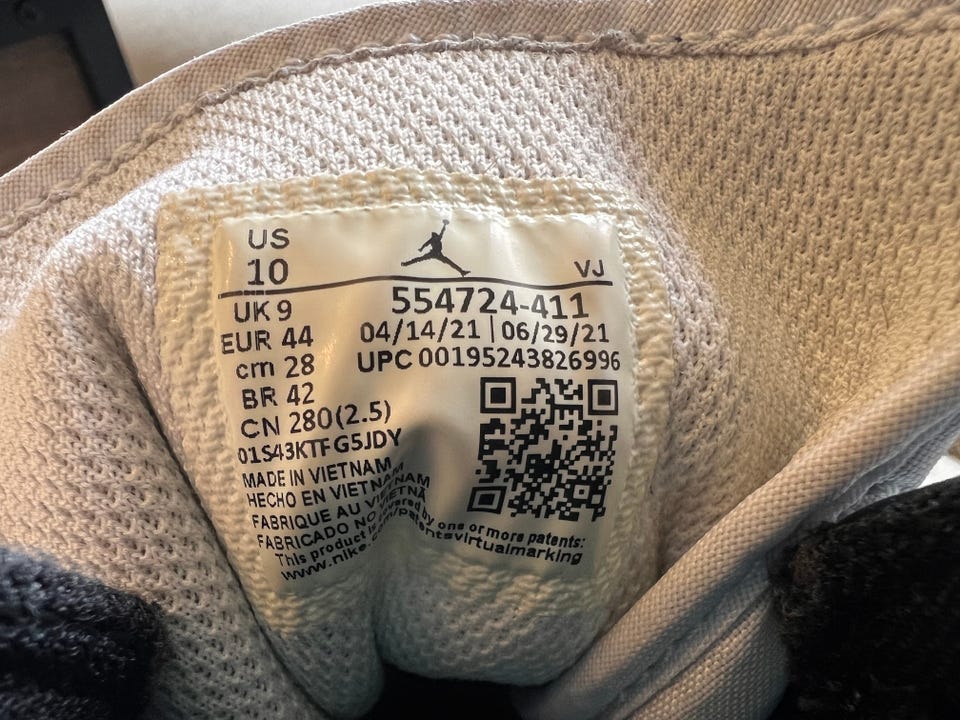 US
10
VJ
UK 9
554724-411
EUR 44
04/14/21 | 06/29/21
cm 28
UPC 00195243826996
BR 42
CN 280(2.5)
01S43KTFG5JDY
MADE IN VIETNAM
HECHO EN VIETNAM
FABRIQUE AU VIETNAM
FABRICADO NO VIETNÃ
This product is covered by one or more patents:
www.nike.com/patentsvirtualmarking